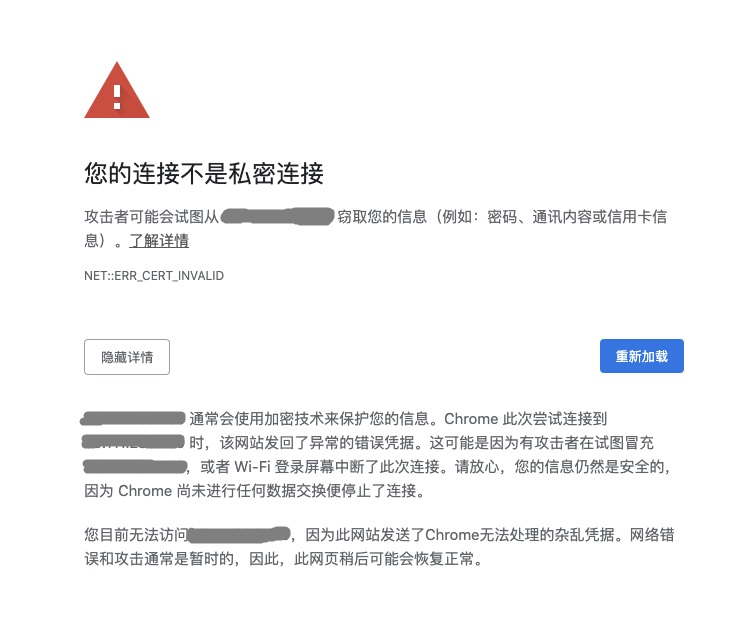 您的连接不是私密连接
攻击者可能会试图从 窃取您的信息（例如：密码、通讯内容或信用卡信
息）。了解详情
NET::ERR_CERT_INVALID
隐藏详情
重新加载
通常会使用加密技术来保护您的信息。Chrome 此次尝试连接到
时，该网站发回了异常的错误凭据。这可能是因为有攻击者在试图冒充
，或者 Wi-Fi 登录屏幕中断了此次连接。请放心，您的信息仍然是安全的，
因为 Chrome 尚未进行任何数据交换便停止了连接。
您目前无法访问 ，因为此网站发送了Chrome无法处理的杂乱凭据。网络错
误和攻击通常是暂时的，因此，此网页稍后可能会恢复正常。